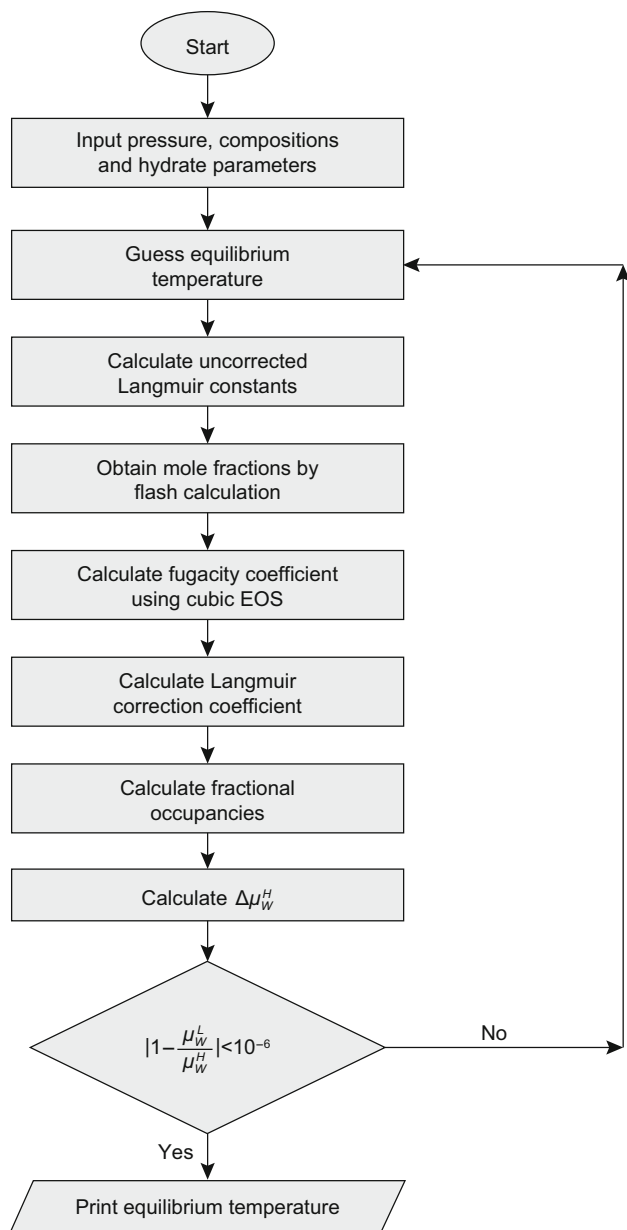 Start
Input pressure, compositions
and hydrate parameters
Guess equilibrium
temperature
Calculate uncorrected
Langmuir constants
Obtain mole fractions by
flash calculation
Calculate fugacity coefficient
using cubic EOS
Calculate Langmuir
correction coefficient
Calculate fractional
occupancies
Calculate Δμ_W^H
|1−μ_W^L/μ_W^H|<10⁻⁶
No
Yes
Print equilibrium temperature